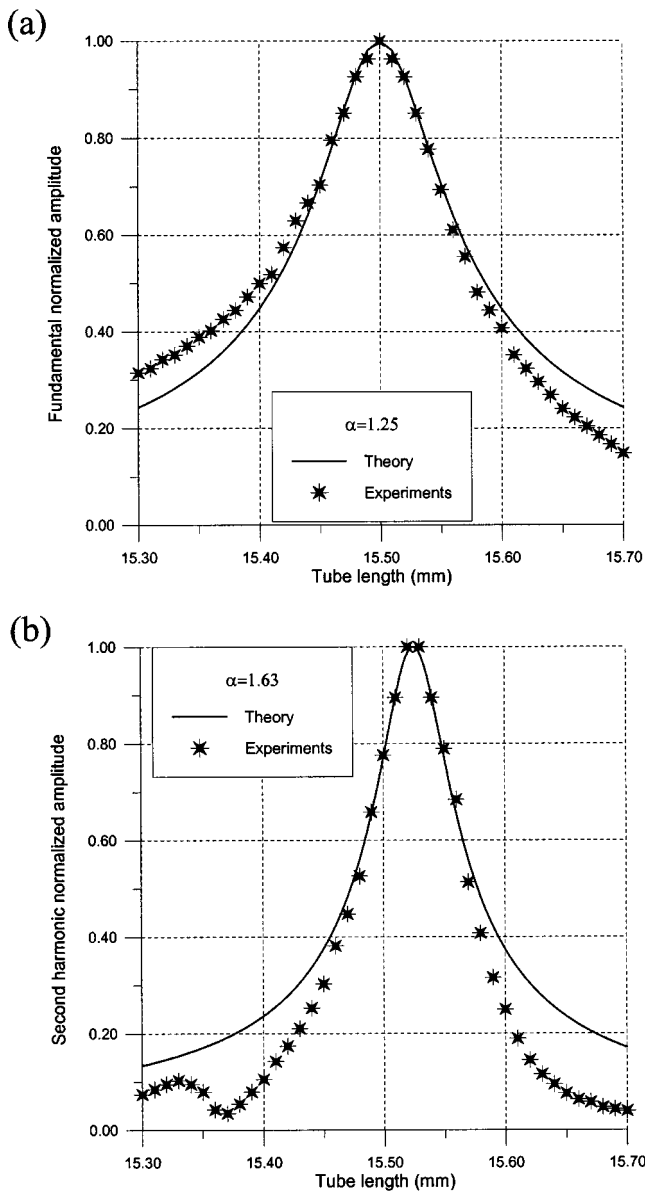 (a)
1.00
0.80
0.60
0.40
0.20
0.00
Fundamental normalized amplitude
α=1.25
Theory
Experiments
15.30 15.40 15.50 15.60 15.70
Tube length (mm)
(b)
1.00
0.80
0.60
0.40
0.20
0.00
Second harmonic normalized amplitude
α=1.63
Theory
Experiments
15.30 15.40 15.50 15.60 15.70
Tube length (mm)